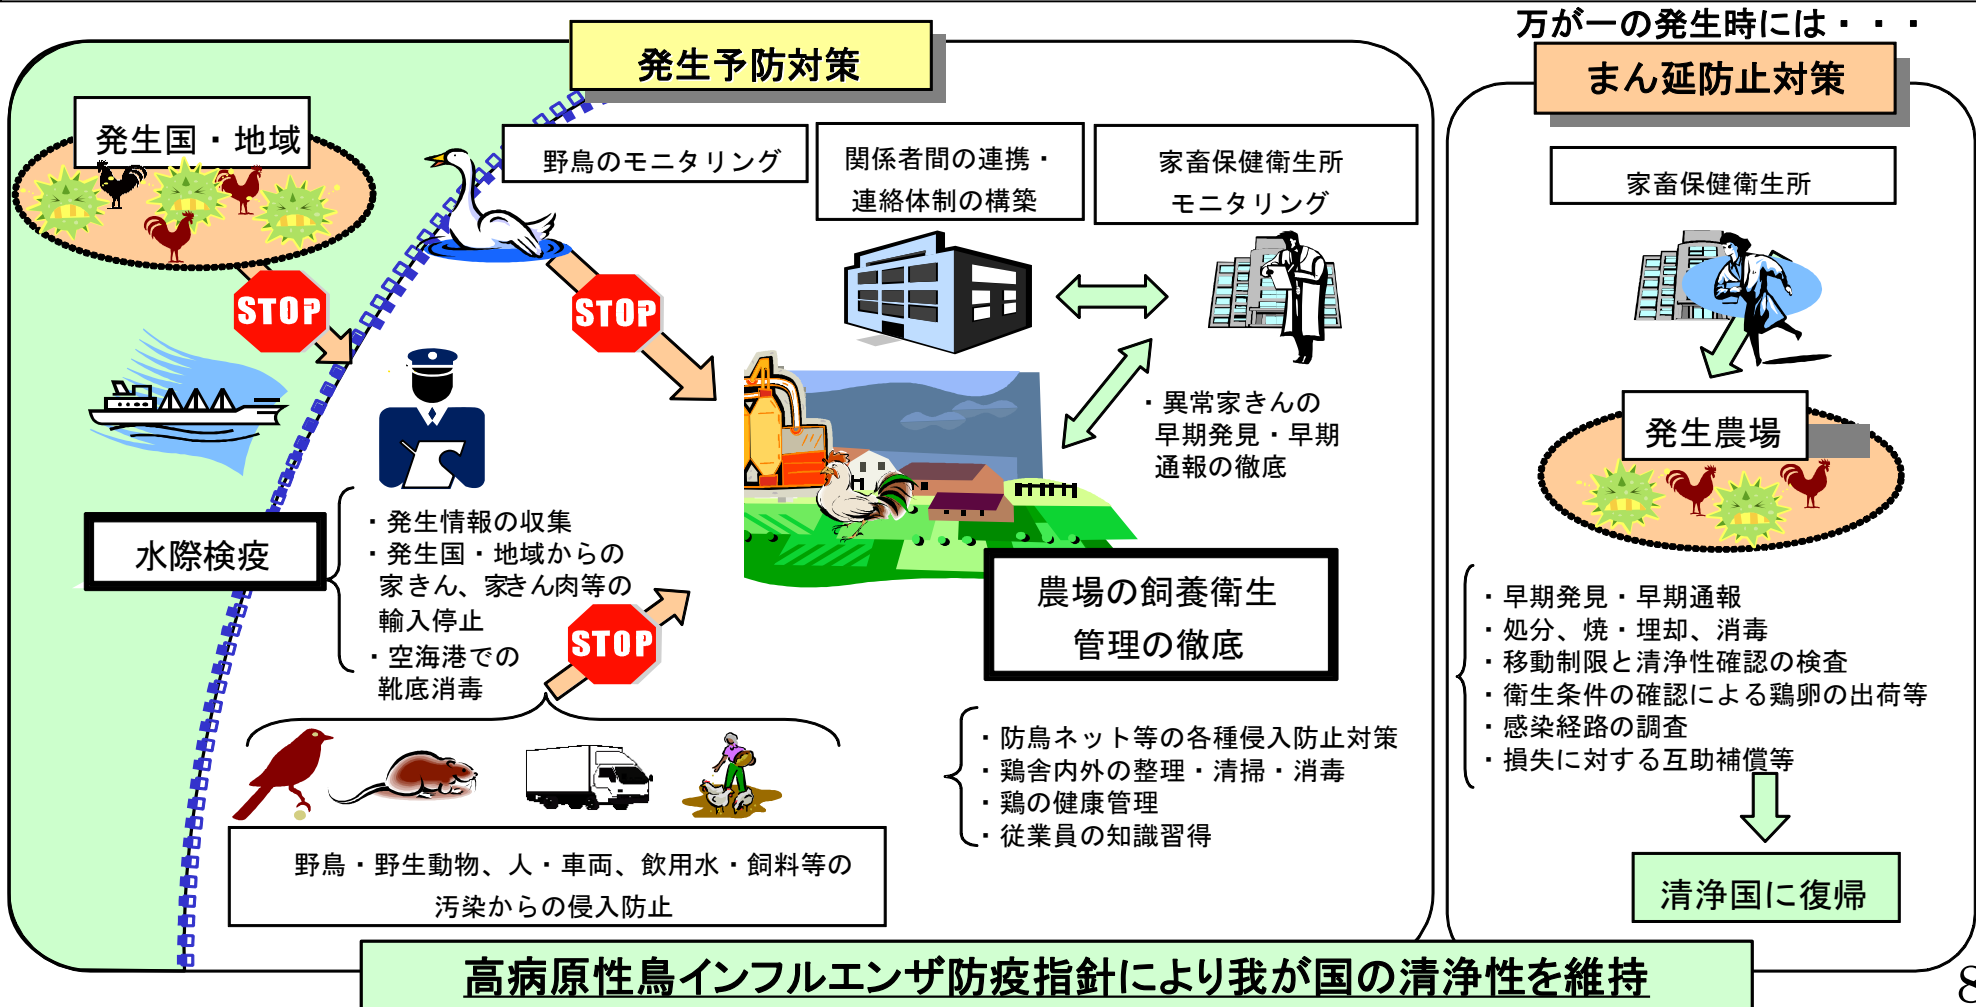 発生予防対策
発生国・地域
STOP
野鳥のモニタリング
STOP
関係者間の連携・
連絡体制の構築
家畜保健衛生所
モニタリング
・異常家きんの
早期発見・早期
通報の徹底
水際検疫
・発生情報の収集
・発生国・地域からの
家きん、家きん肉等の
輸入停止
・空海港での
靴底消毒
STOP
農場の飼養衛生
管理の徹底
・防鳥ネット等の各種侵入防止対策
・鶏舎内外の整理・清掃・消毒
・鶏の健康管理
・従業員の知識習得
野鳥・野生動物、人・車両、飲用水・飼料等の
汚染からの侵入防止
万が一の発生時には・・・
まん延防止対策
家畜保健衛生所
発生農場
・早期発見・早期通報
・処分、焼・埋却、消毒
・移動制限と清浄性確認の検査
・衛生条件の確認による鶏卵の出荷等
・感染経路の調査
・損失に対する互助補償等
清浄国に復帰
高病原性鳥インフルエンザ防疫指針により我が国の清浄性を維持
8